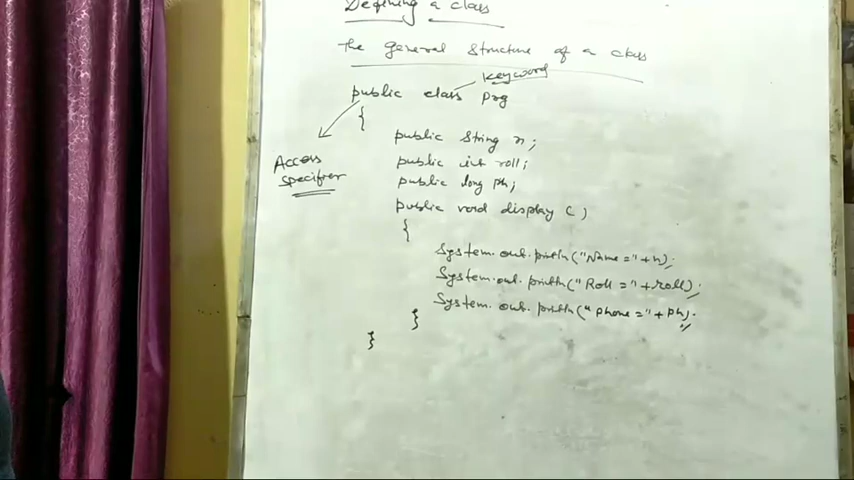 Defining a class
The general structure of a class
keyword
public class prg
{
Access
specifier
public string n;
public int roll;
public long ph;
public void display ( )
{
System.out.println("Name ="+n);
System.out.println("Roll ="+roll);
System.out.println("Phone ="+ph);
}
}